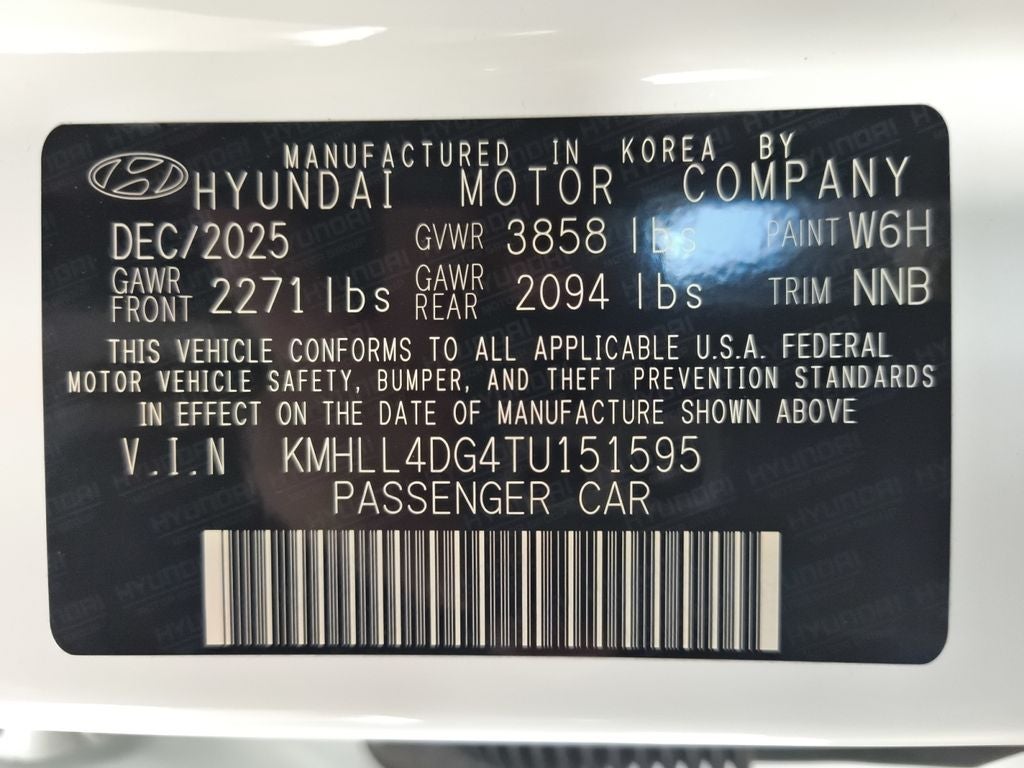 MANUFACTURED IN KOREA BY
HYUNDAI MOTOR COMPANY
DEC/2025 GVWR 3858 lbs PAINT W6H
GAWR FRONT 2271 lbs GAWR REAR 2094 lbs TRIM NNB
THIS VEHICLE CONFORMS TO ALL APPLICABLE U.S.A. FEDERAL
MOTOR VEHICLE SAFETY, BUMPER, AND THEFT PREVENTION STANDARDS
IN EFFECT ON THE DATE OF MANUFACTURE SHOWN ABOVE
V.I.N KMHLL4DG4TU151595
PASSENGER CAR